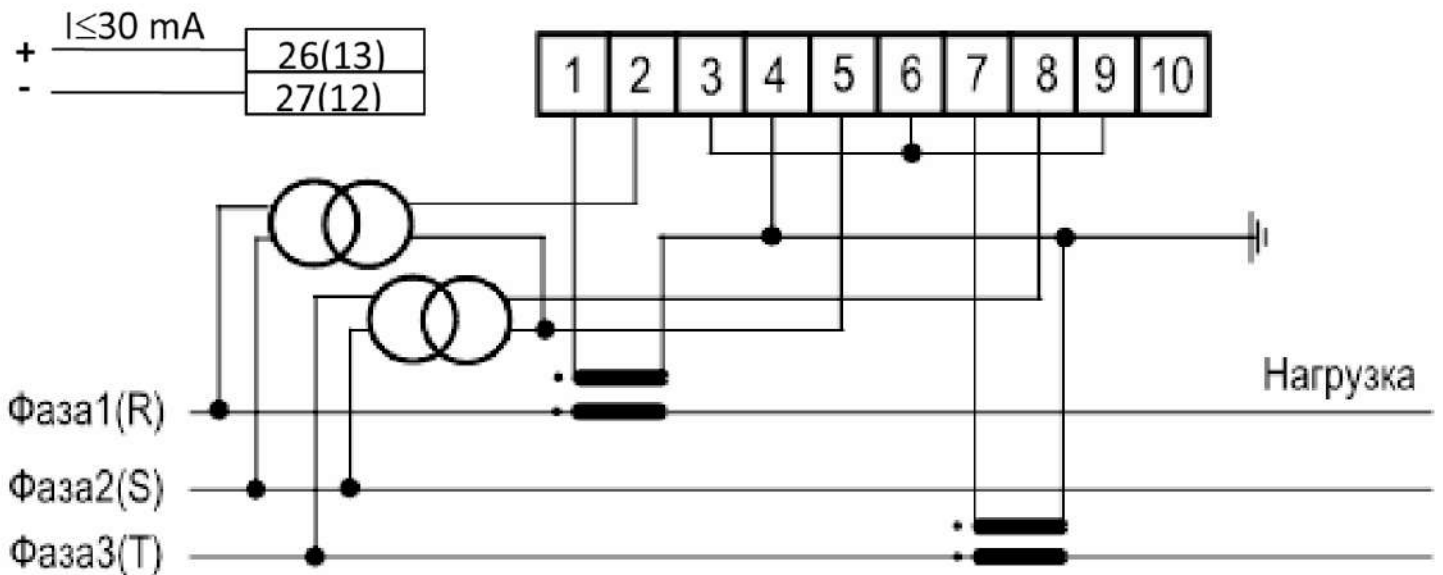 I≤30 mA
+ 26(13)
- 27(12)
1 2 3 4 5 6 7 8 9 10
Нагрузка
Фаза1(R)
Фаза2(S)
Фаза3(T)